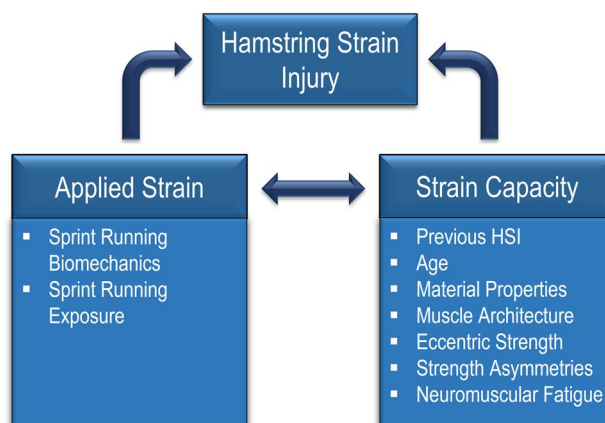 Hamstring Strain
Injury
Applied Strain
Sprint Running
Biomechanics
Sprint Running
Exposure
Strain Capacity
Previous HSI
Age
Material Properties
Muscle Architecture
Eccentric Strength
Strength Asymmetries
Neuromuscular Fatigue